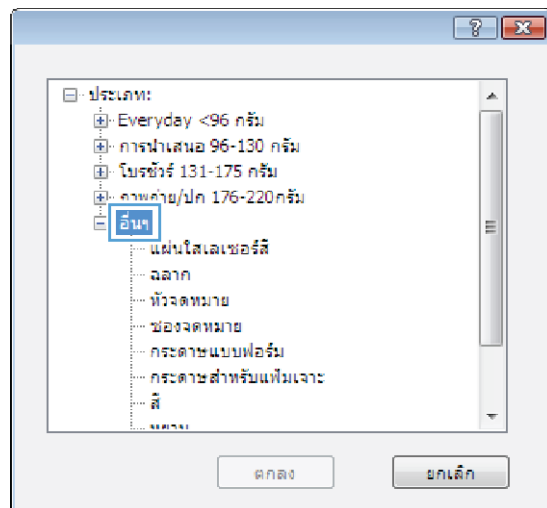 ประเภท:
Everyday <96 กรัม
การนำเสนอ 96-130 กรัม
โบรชัวร์ 131-175 กรัม
ภาพถ่าย/ปก 176-220กรัม
อื่นๆ
แผ่นใสเลเซอร์สี
ฉลาก
หัวจดหมาย
ซองจดหมาย
กระดาษแบบฟอร์ม
กระดาษสำหรับแฟ้มเจาะ
สี
ตกลง
ยกเลิก